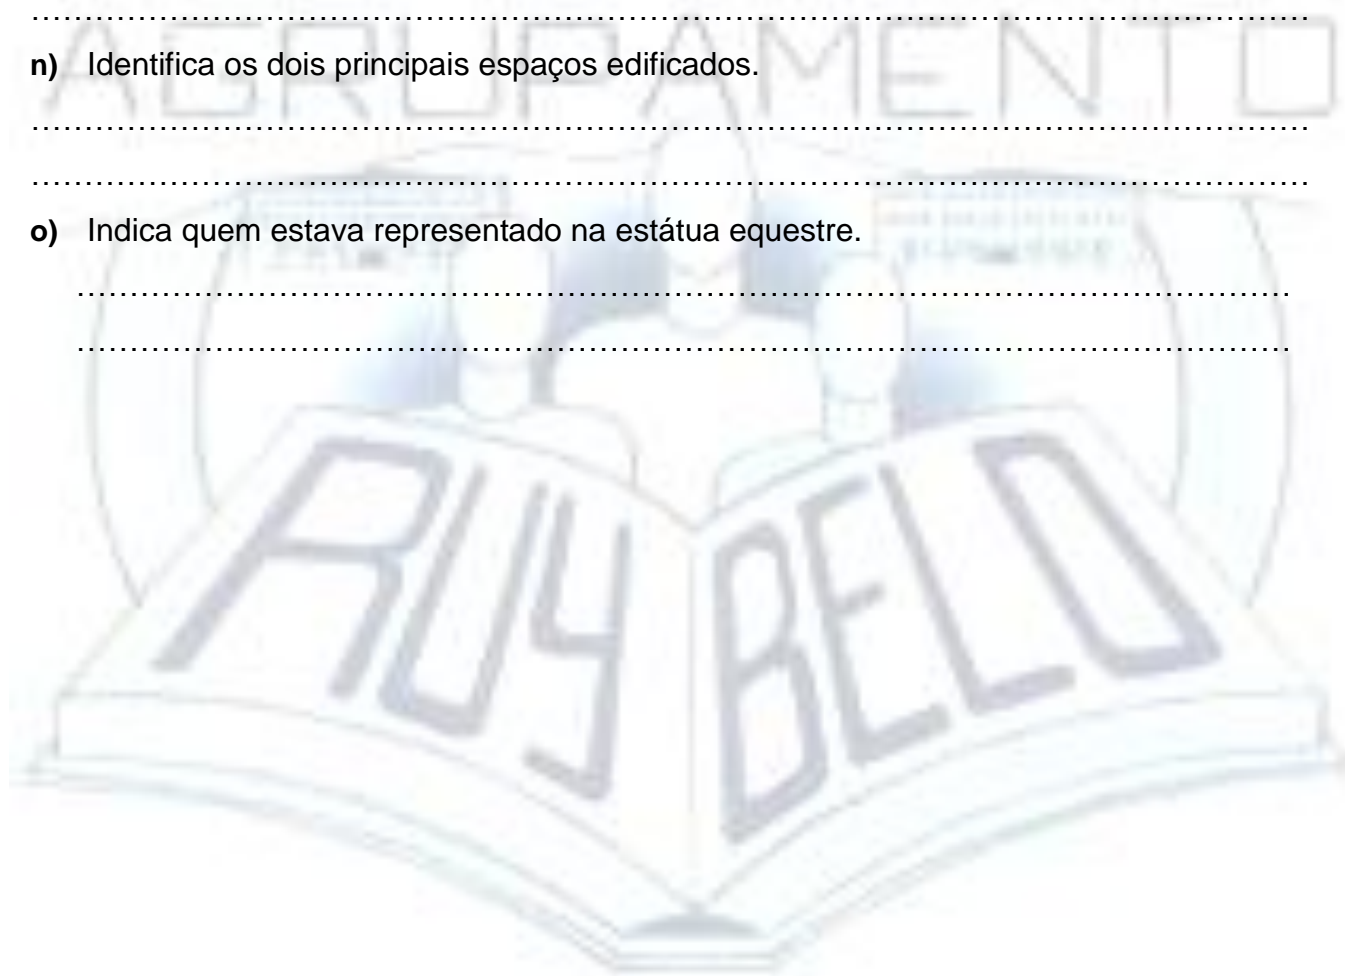 AGRUPAMENTO
……………………………………………………………………………………………………………
n) Identifica os dois principais espaços edificados.
……………………………………………………………………………………………………………
……………………………………………………………………………………………………………
o) Indica quem estava representado na estátua equestre.
………………………………………………………………………………………………………
………………………………………………………………………………………………………
RUY BELO